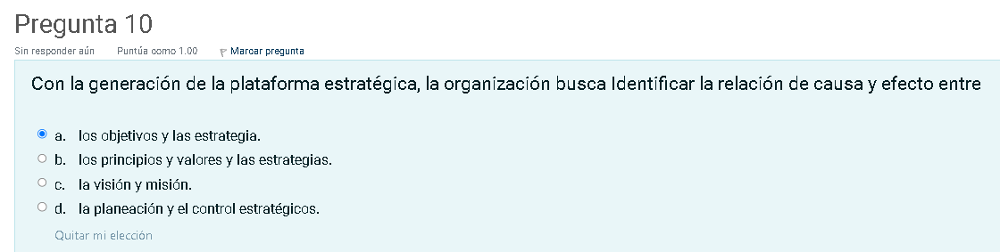 Pregunta 10
Sin responder aún Puntúa como 1.00 Marcar pregunta
Con la generación de la plataforma estratégica, la organización busca Identificar la relación de causa y efecto entre
a. los objetivos y las estrategia.
b. los principios y valores y las estrategias.
c. la visión y misión.
d. la planeación y el control estratégicos.
Quitar mi elección